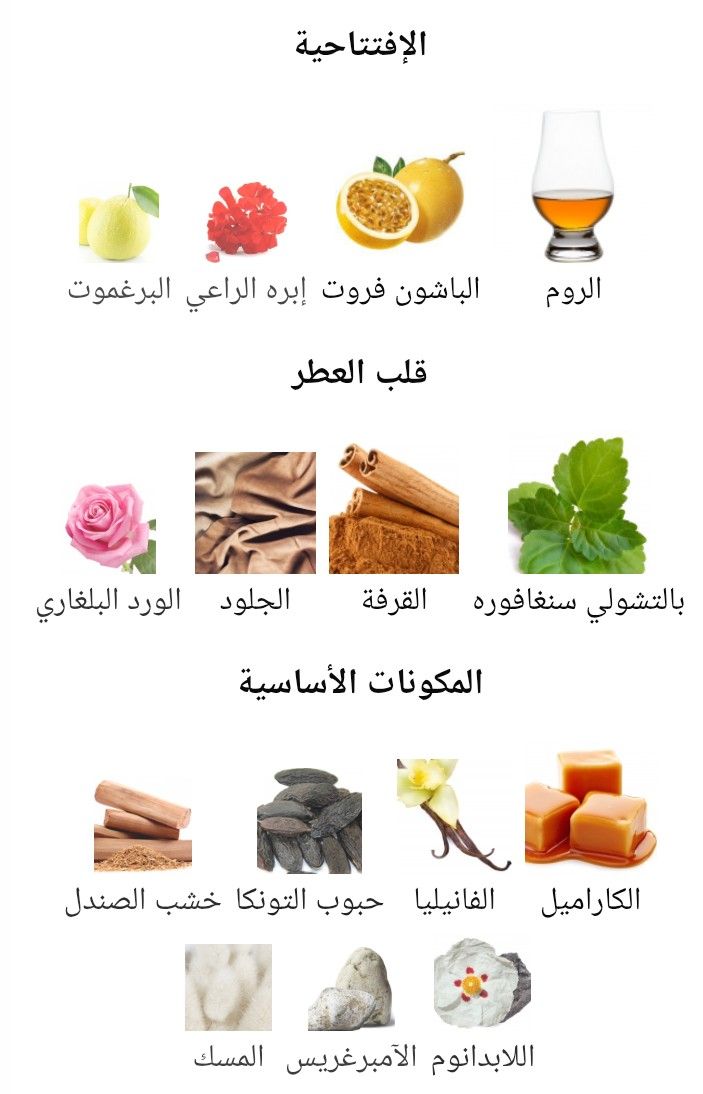 الإفتتاحية
الروم الباشون فروت إبره الراعي البرغموت
قلب العطر
بالتشولي سنغافوره القرفة الجلود الورد البلغاري
المكونات الأساسية
الكاراميل الفانيليا حبوب التونكا خشب الصندل
اللابدانوم الآمبرغريس المسك